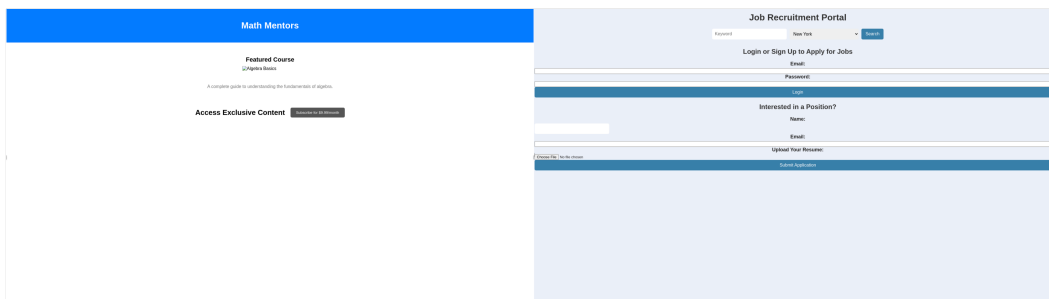 Math Mentors
Featured Course
Algebra Basics
A complete guide to understanding the fundamentals of algebra.
Access Exclusive Content
Subscribe for $9.99/month
Job Recruitment Portal
Keyword
New York
Search
Login or Sign Up to Apply for Jobs
Email:
Password:
Login
Interested in a Position?
Name:
Email:
Upload Your Resume:
Choose File No file chosen
Submit Application